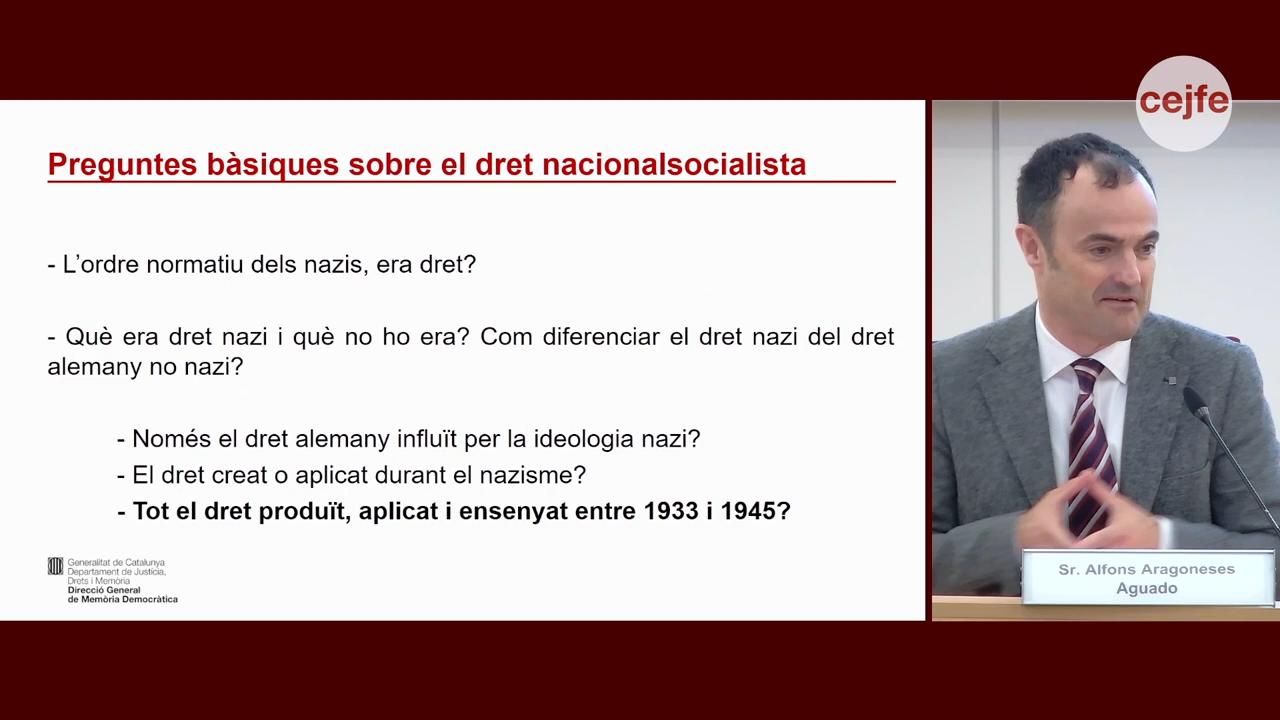 cejfe
Preguntes bàsiques sobre el dret nacionalsocialista
- L’ordre normatiu dels nazis, era dret?
- Què era dret nazi i què no ho era? Com diferenciar el dret nazi del dret
alemany no nazi?
- Només el dret alemany influït per la ideologia nazi?
- El dret creat o aplicat durant el nazisme?
- Tot el dret produït, aplicat i ensenyat entre 1933 i 1945?
Generalitat de Catalunya
Departament de Justícia,
Drets i Memòria
Direcció General
de Memòria Democràtica
Sr. Alfons Aragoneses
Aguado